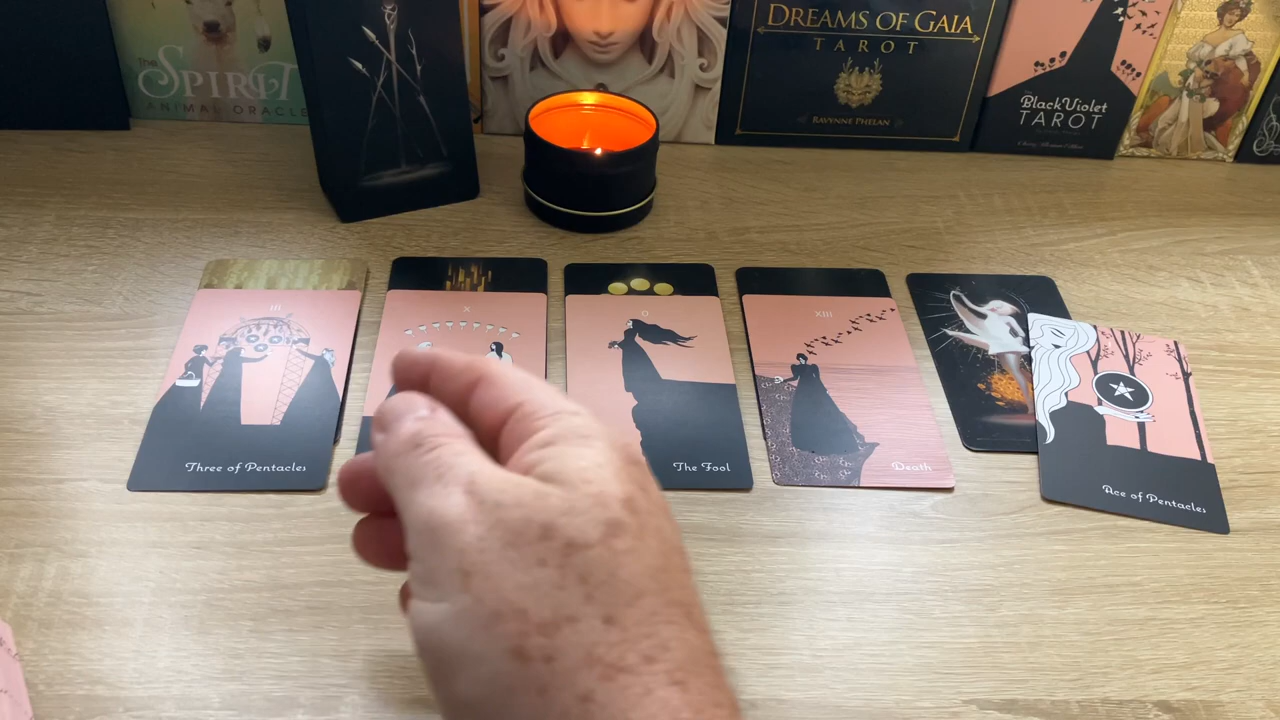 The
SPIRIT
ANIMAL ORACLE
DREAMS OF GAIA
TAROT
RAVYNNE PHELAN
BlackViolet
TAROT
III
X
0
XIII
Three of Pentacles
The Fool
Death
Ace of Pentacles